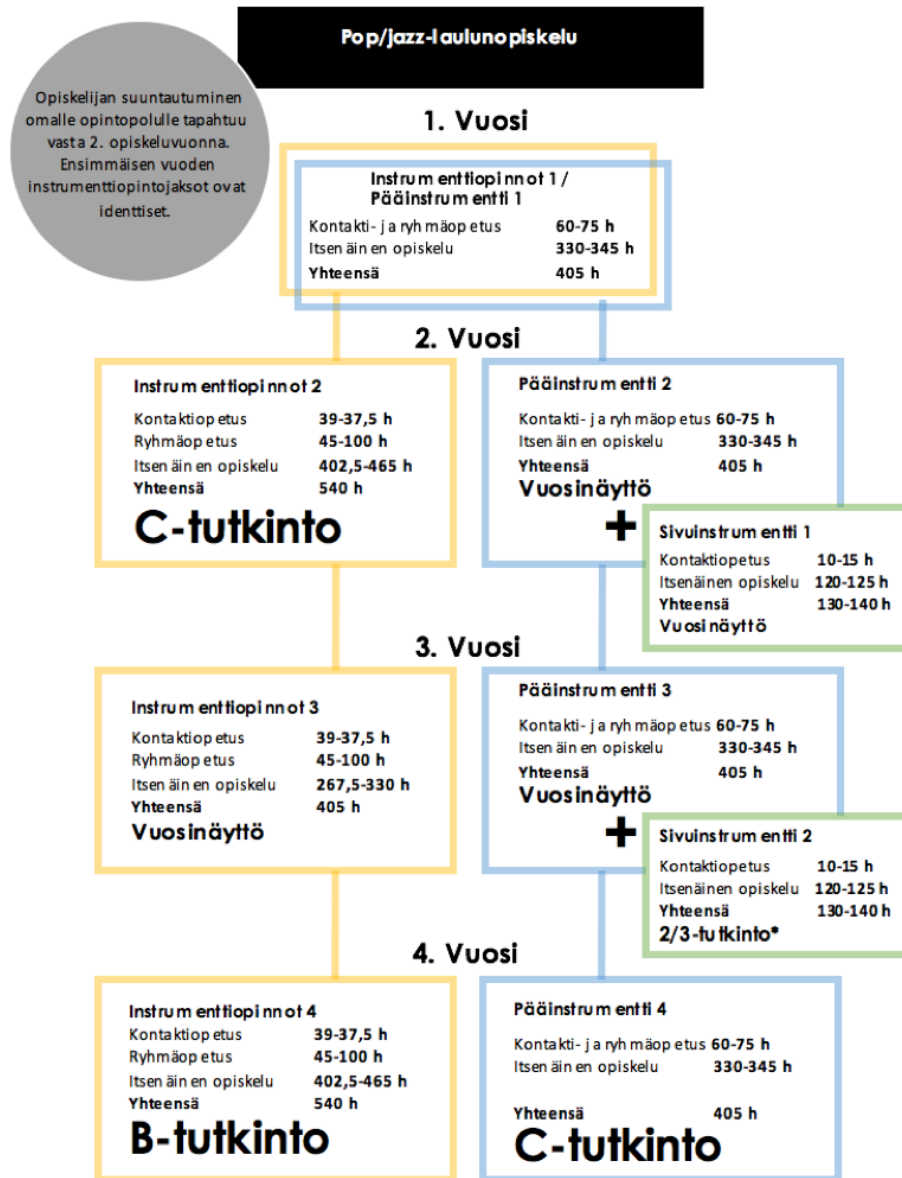 Pop/jazz-laulunopiskelu
Opiskelijan suuntautuminen
omalle opintopolulle tapahtuu
vasta 2. opiskeluvuonna.
Ensimmäisen vuoden
instrumenttiopintojaksot ovat
identtiset.
1. Vuosi
Instrumenttiopinnot 1 /
Pääinstrumentti 1
Kontakti- ja ryhmäopetus 60-75 h
Itsenäinen opiskelu 330-345 h
Yhteensä 405 h
2. Vuosi
Instrumenttiopinnot 2
Kontaktiopetus 39-37,5 h
Ryhmäopetus 45-100 h
Itsenäinen opiskelu 402,5-465 h
Yhteensä 540 h
C-tutkinto
Pääinstrumentti 2
Kontakti- ja ryhmäopetus 60-75 h
Itsenäinen opiskelu 330-345 h
Yhteensä 405 h
Vuosinäyttö
+
Sivuinstrumentti 1
Kontaktiopetus 10-15 h
Itsenäinen opiskelu 120-125 h
Yhteensä 130-140 h
Vuosinäyttö
3. Vuosi
Instrumenttiopinnot 3
Kontaktiopetus 39-37,5 h
Ryhmäopetus 45-100 h
Itsenäinen opiskelu 267,5-330 h
Yhteensä 405 h
Vuosinäyttö
Pääinstrumentti 3
Kontakti- ja ryhmäopetus 60-75 h
Itsenäinen opiskelu 330-345 h
Yhteensä 405 h
Vuosinäyttö
+
Sivuinstrumentti 2
Kontaktiopetus 10-15 h
Itsenäinen opiskelu 120-125 h
Yhteensä 130-140 h
2/3-tutkinto*
4. Vuosi
Instrumenttiopinnot 4
Kontaktiopetus 39-37,5 h
Ryhmäopetus 45-100 h
Itsenäinen opiskelu 402,5-465 h
Yhteensä 540 h
B-tutkinto
Pääinstrumentti 4
Kontakti- ja ryhmäopetus 60-75 h
Itsenäinen opiskelu 330-345 h
Yhteensä 405 h
C-tutkinto